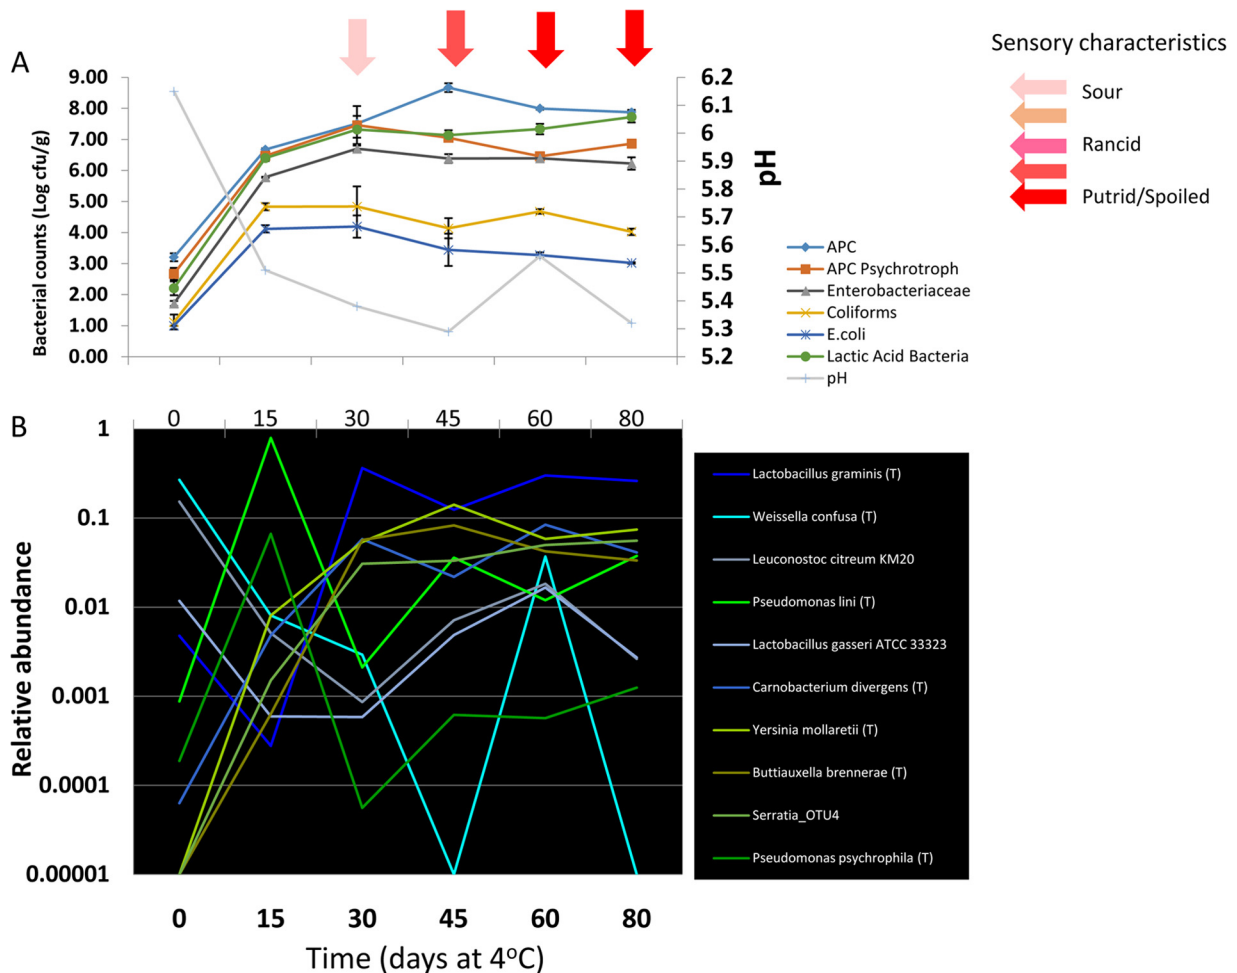 A
Sensory characteristics
Sour
Rancid
Putrid/Spoiled
Bacterial counts (Log cfu/g)
9.00
8.00
7.00
6.00
5.00
4.00
3.00
2.00
1.00
0.00
6.2
6.1
6
5.9
5.8
5.7
5.6
5.5
5.4
5.3
5.2
pH
APC
APC Psychrotroph
Enterobacteriaceae
Coliforms
E.coli
Lactic Acid Bacteria
pH
B
0 15 30 45 60 80
Relative abundance
1
0.1
0.01
0.001
0.0001
0.00001
Lactobacillus graminis (T)
Weissella confusa (T)
Leuconostoc citreum KM20
Pseudomonas lini (T)
Lactobacillus gasseri ATCC 33323
Carnobacterium divergens (T)
Yersinia mollaretii (T)
Buttiauxella brennerae (T)
Serratia_OTU4
Pseudomonas psychrophila (T)
0 15 30 45 60 80
Time (days at 4°C)